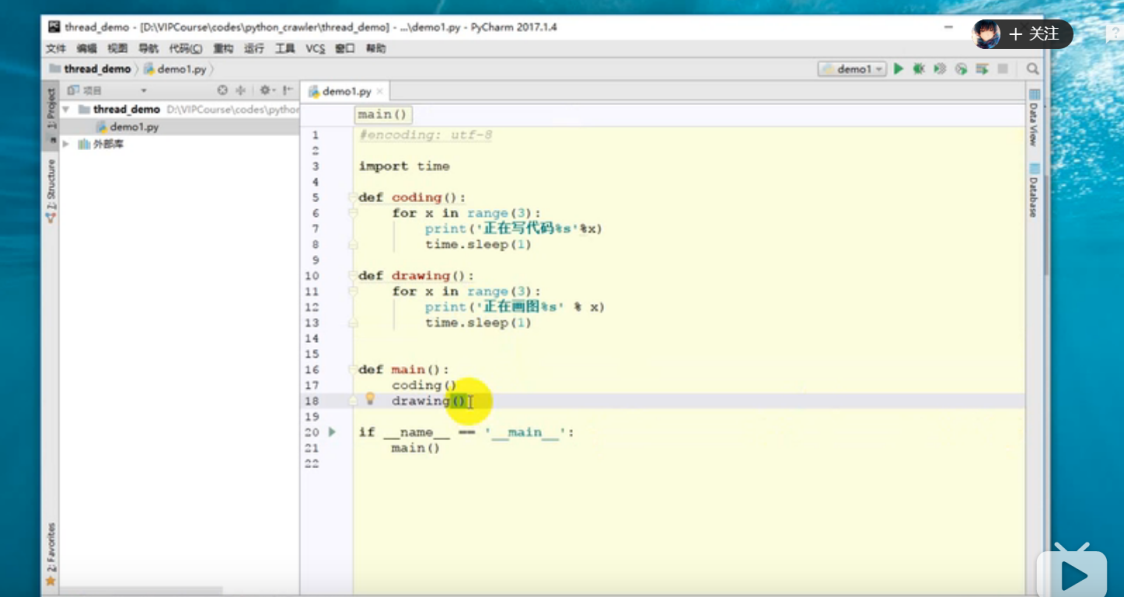 thread_demo - [D:\VIPCourse\codes\python_crawler\thread_demo] - ...\demo1.py - PyCharm 2017.1.4
+ 关注
?
文件 编辑 视图 导航 代码(C) 重构 运行 工具 VCS 窗口 帮助
thread_demo demo1.py
demo1
项目
demo1.py
1: Project
thread_demo D:\VIPCourse\codes\python
demo1.py
外部库
Z: Structure
2: Favorites
main()
1 #encoding: utf-8
2
3 import time
4
5 def coding():
6 for x in range(3):
7 print('正在写代码%s'%x)
8 time.sleep(1)
9
10 def drawing():
11 for x in range(3):
12 print('正在画图%s' % x)
13 time.sleep(1)
14
15
16 def main():
17 coding()
18 drawing()
19
20 if __name__ == '__main__':
21 main()
22
Data View
Database